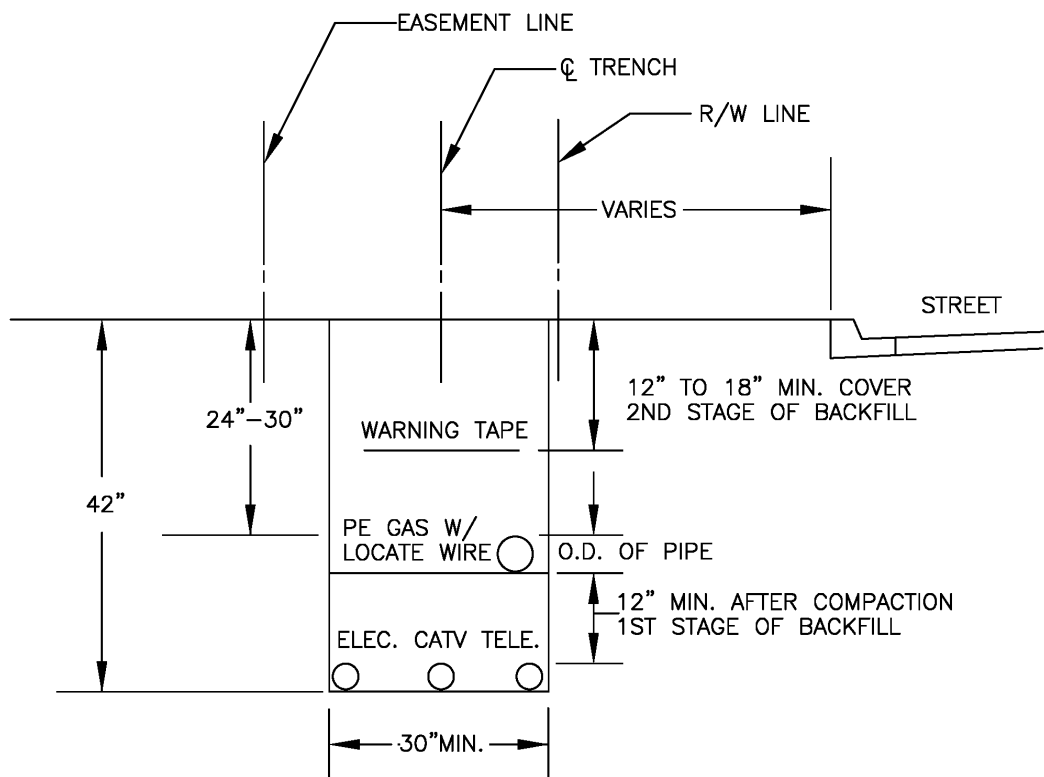 EASEMENT LINE
℄ TRENCH
R/W LINE
VARIES
STREET
12” TO 18” MIN. COVER
2ND STAGE OF BACKFILL
24”–30”
WARNING TAPE
42”
PE GAS W/
LOCATE WIRE
O.D. OF PIPE
12” MIN. AFTER COMPACTION
1ST STAGE OF BACKFILL
ELEC. CATV TELE.
30”MIN.